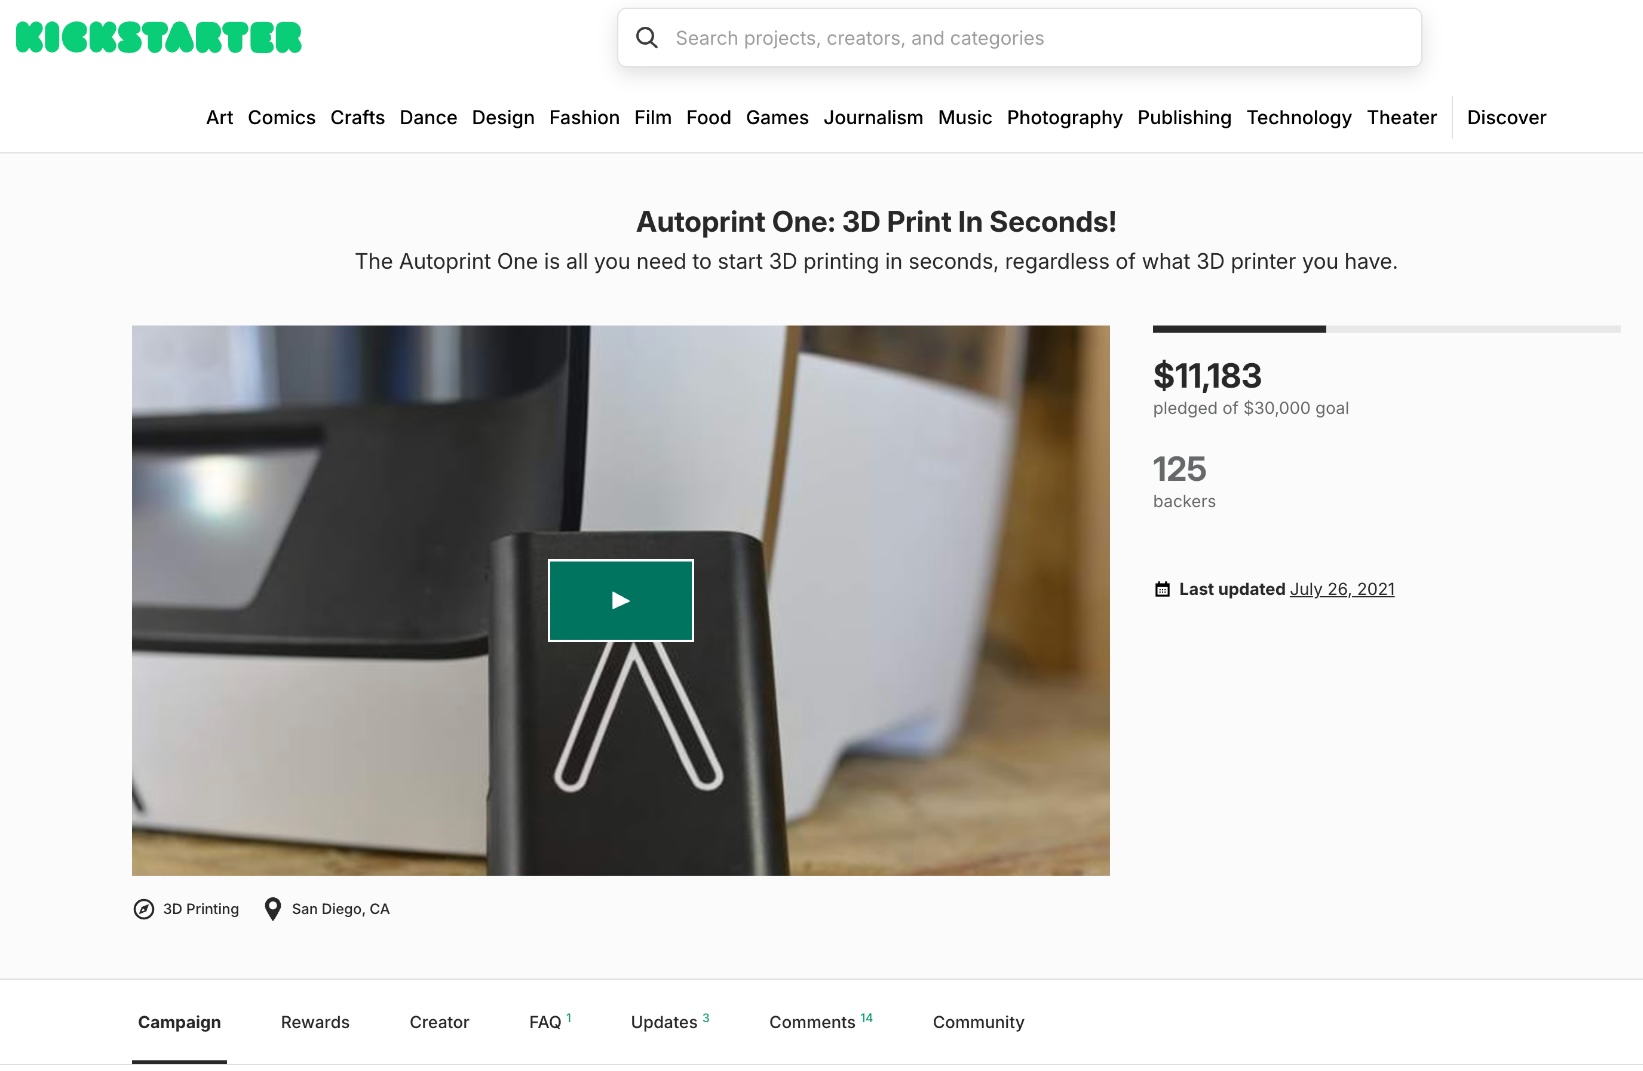 KICKSTARTER
Search projects, creators, and categories
Art Comics Crafts Dance Design Fashion Film Food Games Journalism Music Photography Publishing Technology Theater Discover
Autoprint One: 3D Print In Seconds!
The Autoprint One is all you need to start 3D printing in seconds, regardless of what 3D printer you have.
$11,183
pledged of $30,000 goal
125
backers
Last updated July 26, 2021
3D Printing San Diego, CA
Campaign Rewards Creator FAQ 1 Updates 3 Comments 14 Community